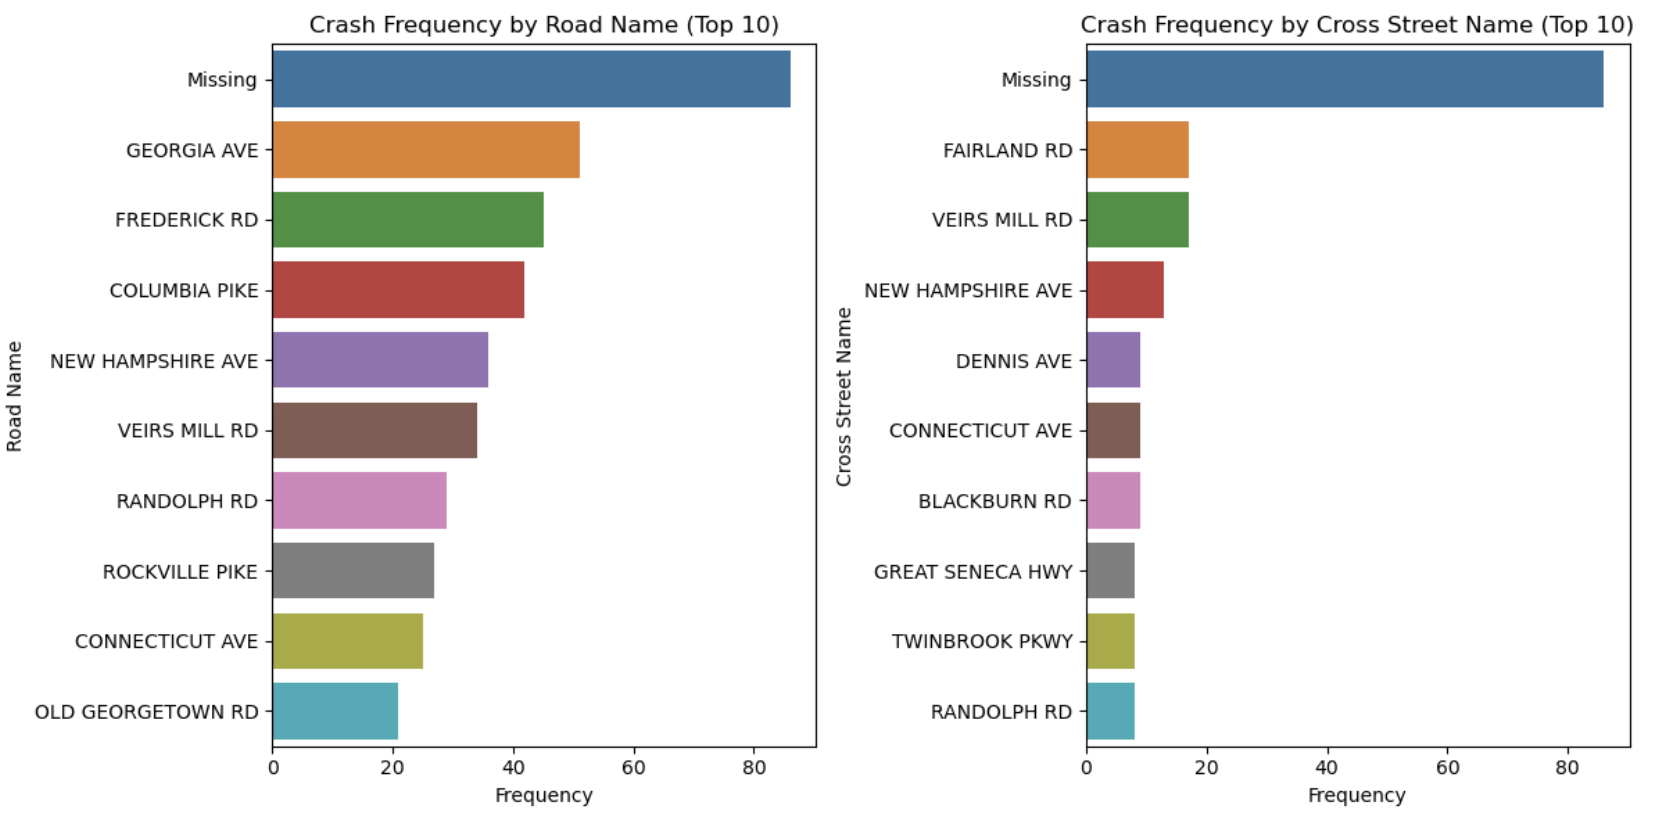 Crash Frequency by Road Name (Top 10)
Road Name
Missing
GEORGIA AVE
FREDERICK RD
COLUMBIA PIKE
NEW HAMPSHIRE AVE
VEIRS MILL RD
RANDOLPH RD
ROCKVILLE PIKE
CONNECTICUT AVE
OLD GEORGETOWN RD
0 20 40 60 80
Frequency
Crash Frequency by Cross Street Name (Top 10)
Cross Street Name
Missing
FAIRLAND RD
VEIRS MILL RD
NEW HAMPSHIRE AVE
DENNIS AVE
CONNECTICUT AVE
BLACKBURN RD
GREAT SENECA HWY
TWINBROOK PKWY
RANDOLPH RD
0 20 40 60 80
Frequency